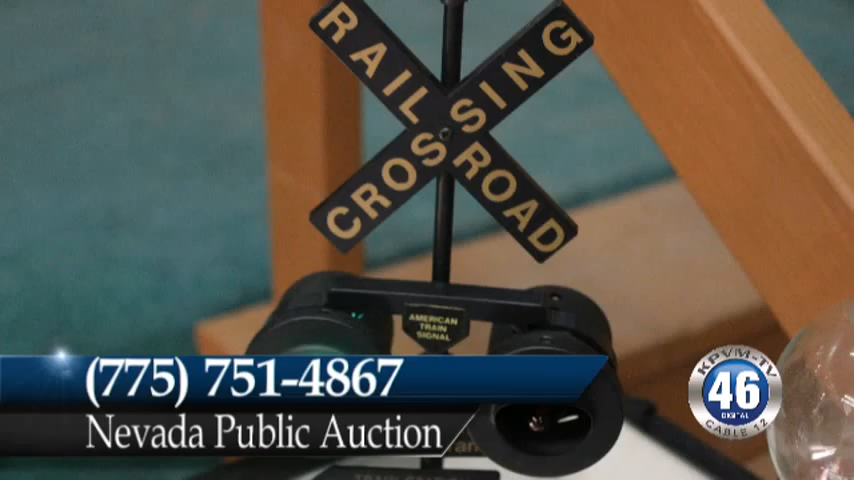 RAIL ROAD
CROSSING
AMERICAN
TRAIN
SIGNAL
(775) 751-4867
Nevada Public Auction
KPVM-TV
46
DIGITAL
CABLE 12